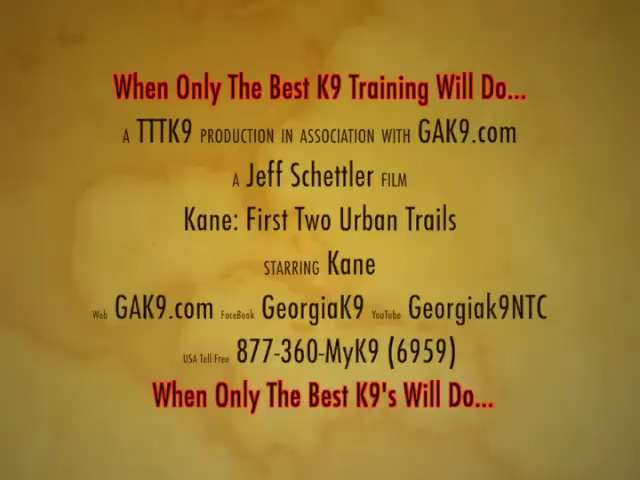 When Only The Best K9 Training Will Do...
A TTTK9 PRODUCTION IN ASSOCIATION WITH GAK9.com
A Jeff Schettler FILM
Kane: First Two Urban Trails
STARRING Kane
Web GAK9.com FaceBook GeorgiaK9 YouTube Georgiak9NTC
USA Toll Free 877-360-MyK9 (6959)
When Only The Best K9's Will Do...